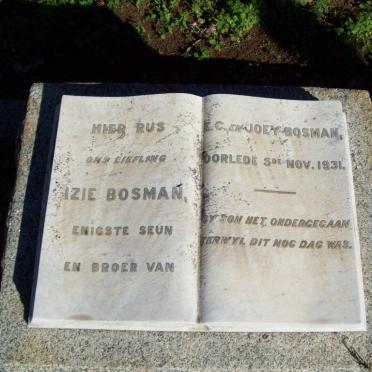 HIER RUS
ONS LIEFLING
IZIE BOSMAN,
ENIGSTE SEUN
EN BROER VAN
.C. EN JOEY BOSMAN,
OORLEDE 5DE NOV. 1931.
SY SON HET ONDERGEGAAN
TERWYL DIT NOG DAG WAS.